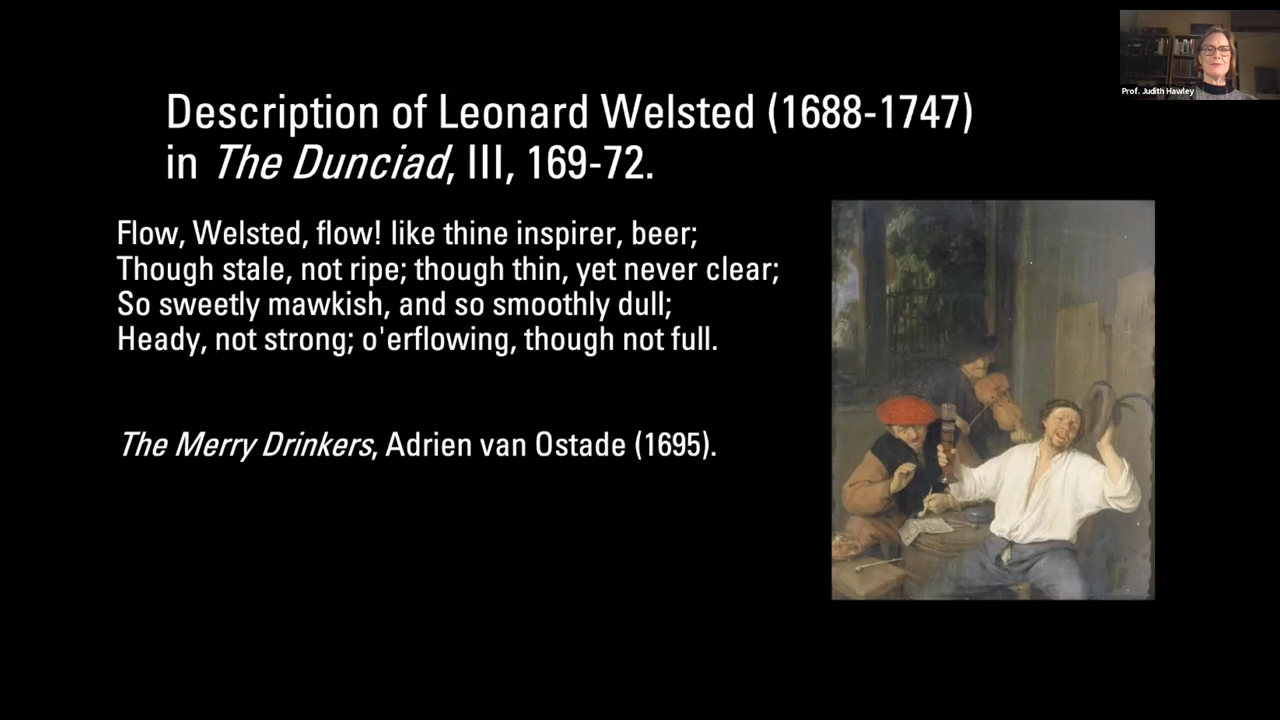 Prof. Judith Hawley
Description of Leonard Welsted (1688-1747)
in The Dunciad, III, 169-72.
Flow, Welsted, flow! like thine inspirer, beer;
Though stale, not ripe; though thin, yet never clear;
So sweetly mawkish, and so smoothly dull;
Heady, not strong; o'erflowing, though not full.
The Merry Drinkers, Adrien van Ostade (1695).